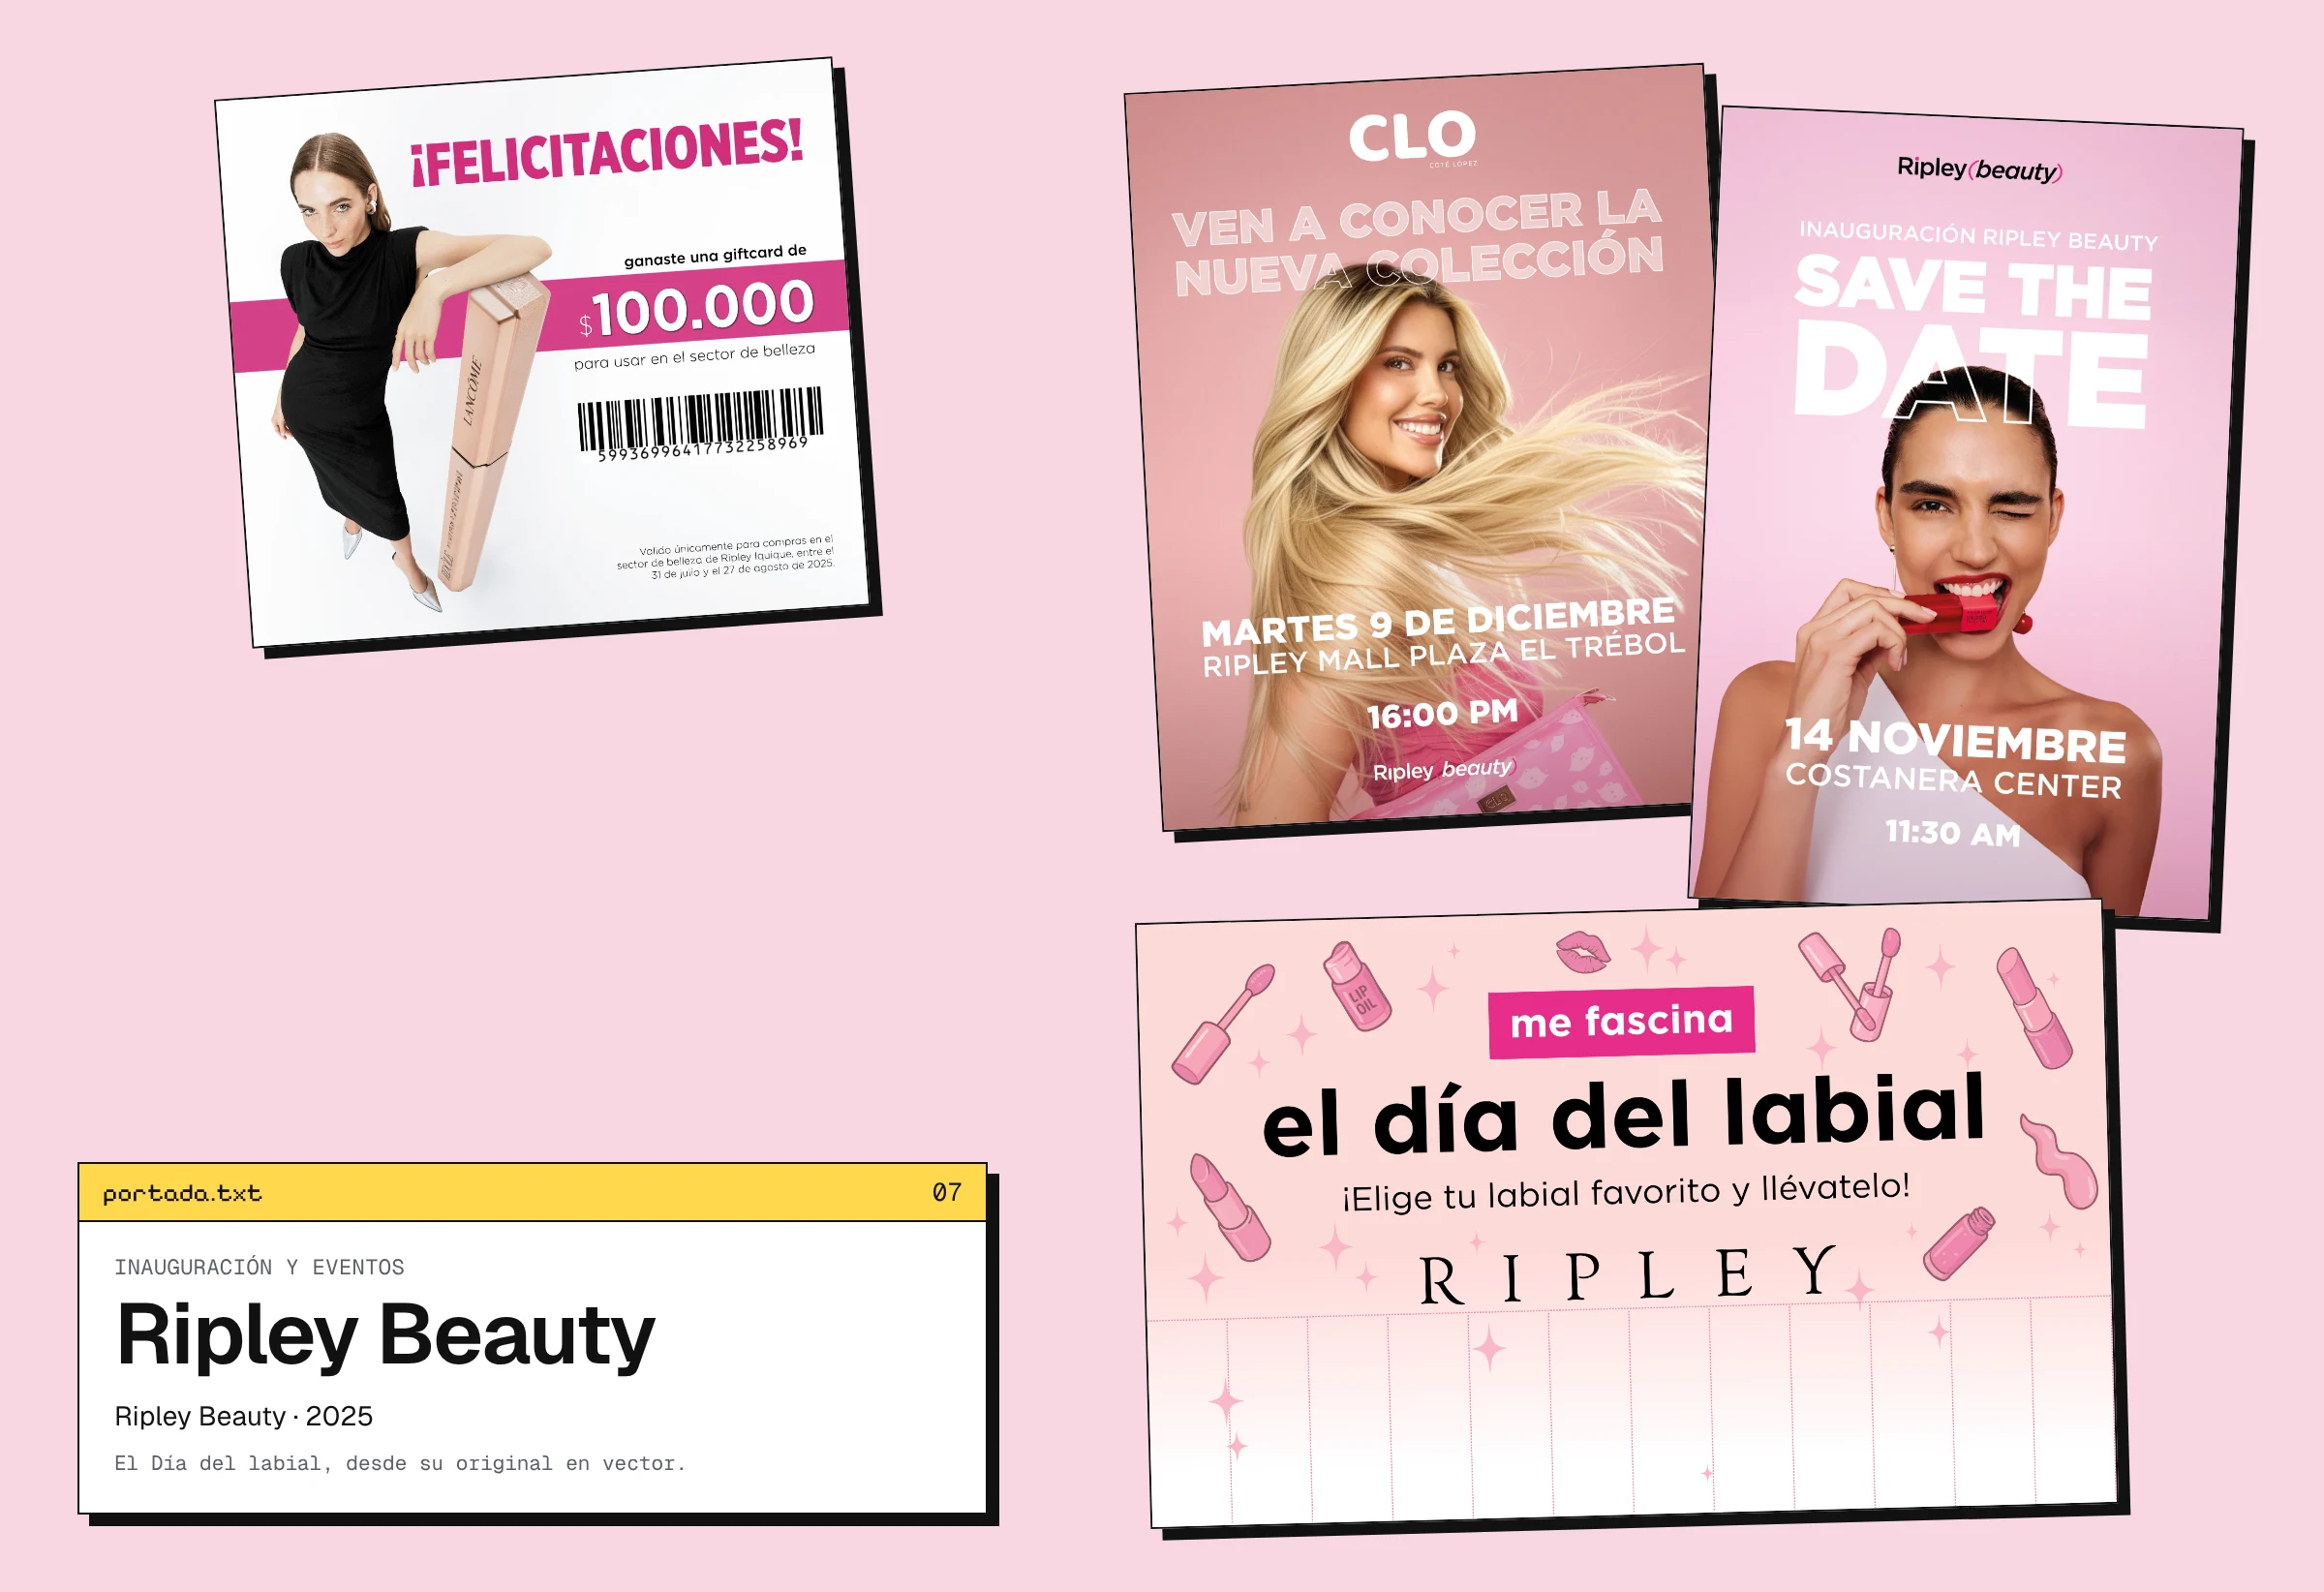 ¡FELICITACIONES!
ganaste una giftcard de
$100.000
para usar en el sector de belleza
59936996417732258969
Valido únicamente para compras en el
sector de belleza de Ripley Iquique, entre el
31 de julio y el 27 de agosto de 2025.
LANCOME
CLO
COTÉ LÓPEZ
VEN A CONOCER LA
NUEVA COLECCIÓN
MARTES 9 DE DICIEMBRE
RIPLEY MALL PLAZA EL TRÉBOL
16:00 PM
Ripley beauty)
CLO
Ripley(beauty)
INAUGURACIÓN RIPLEY BEAUTY
SAVE THE
DATE
14 NOVIEMBRE
COSTANERA CENTER
11:30 AM
LIP
OIL
me fascina
el día del labial
¡Elige tu labial favorito y llévatelo!
RIPLEY
portada.txt 07
INAUGURACIÓN Y EVENTOS
Ripley Beauty
Ripley Beauty · 2025
El Día del labial, desde su original en vector.